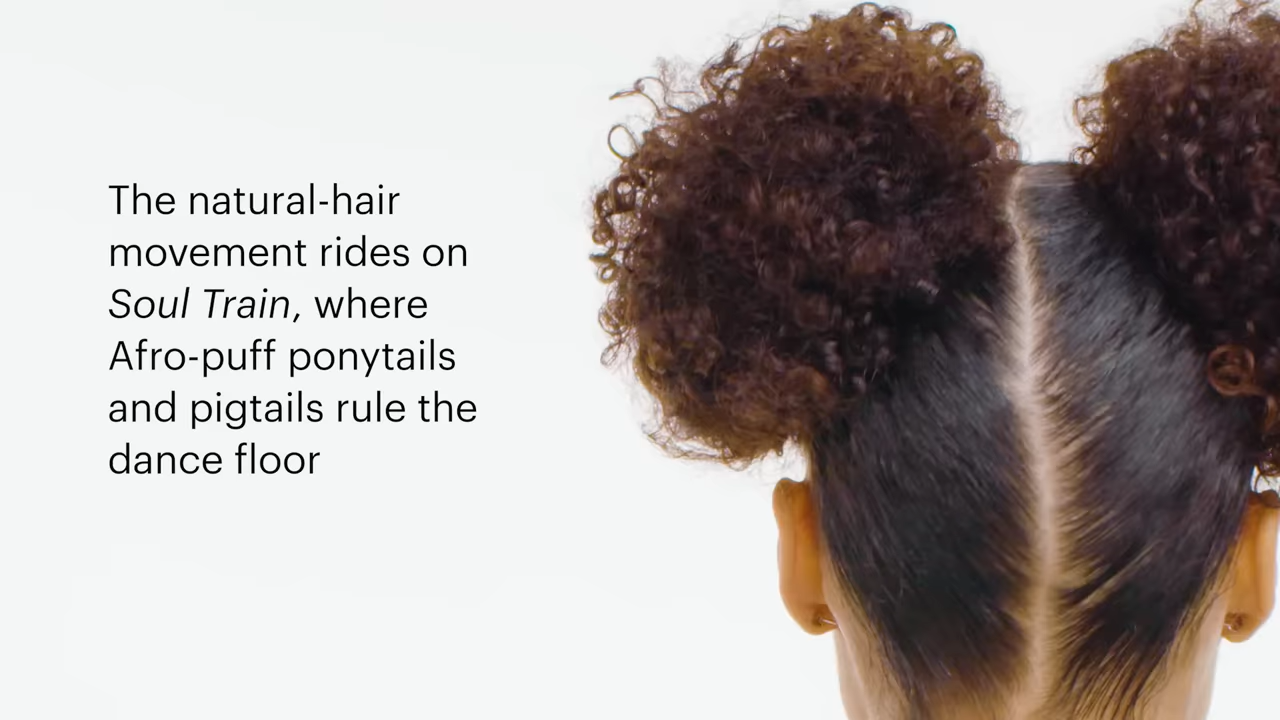 The natural-hair
movement rides on
Soul Train, where
Afro-puff ponytails
and pigtails rule the
dance floor